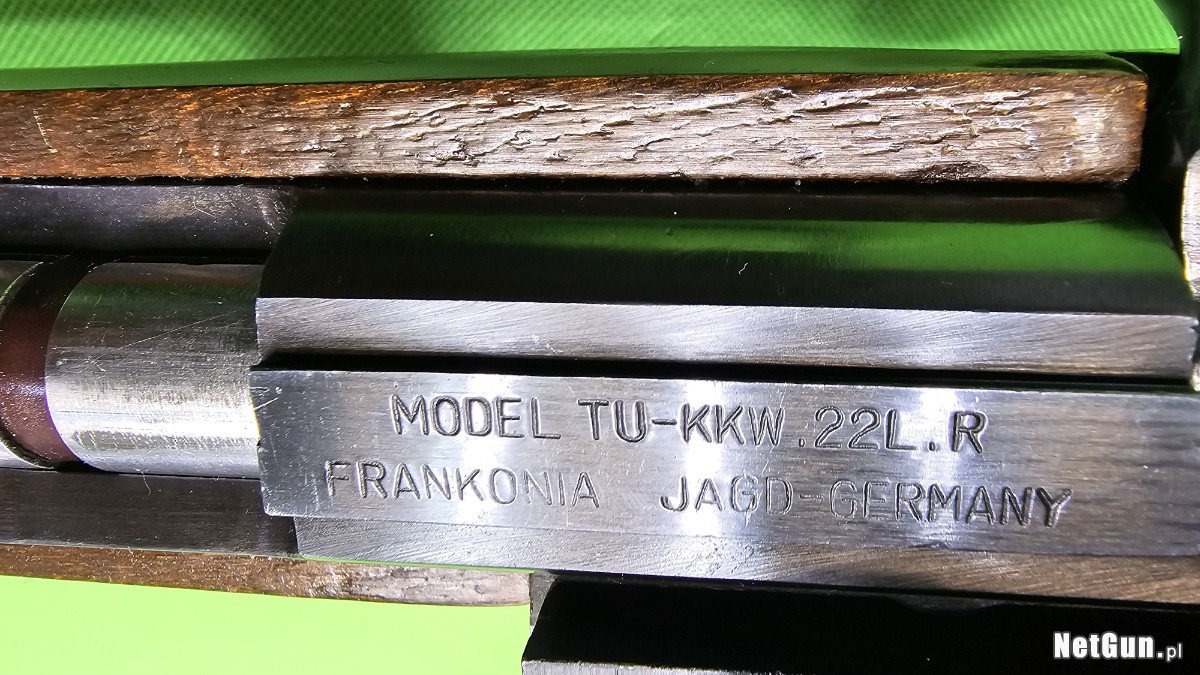 MODEL TU-KKW .22L.R
FRANKONIA JAGD-GERMANY
NetGun.pl